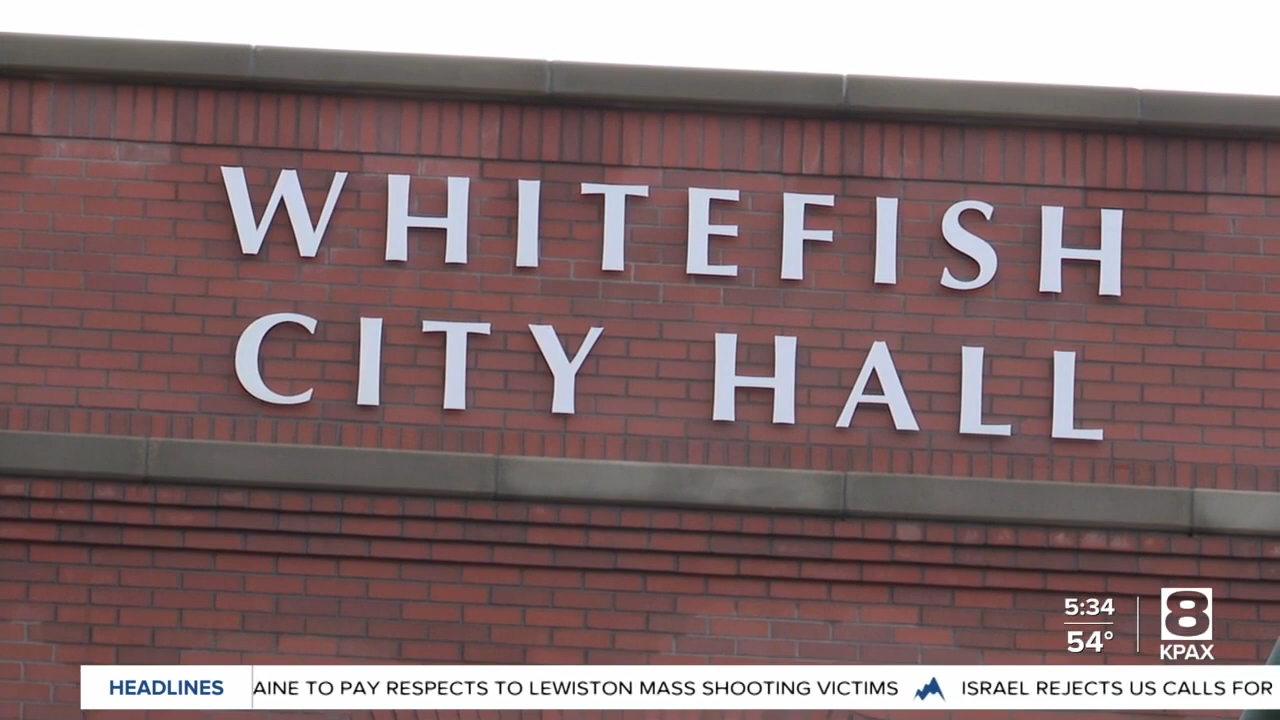 WHITEFISH
CITY HALL
5:34
54°
8
KPAX
HEADLINES
AINE TO PAY RESPECTS TO LEWISTON MASS SHOOTING VICTIMS
ISRAEL REJECTS US CALLS FOR